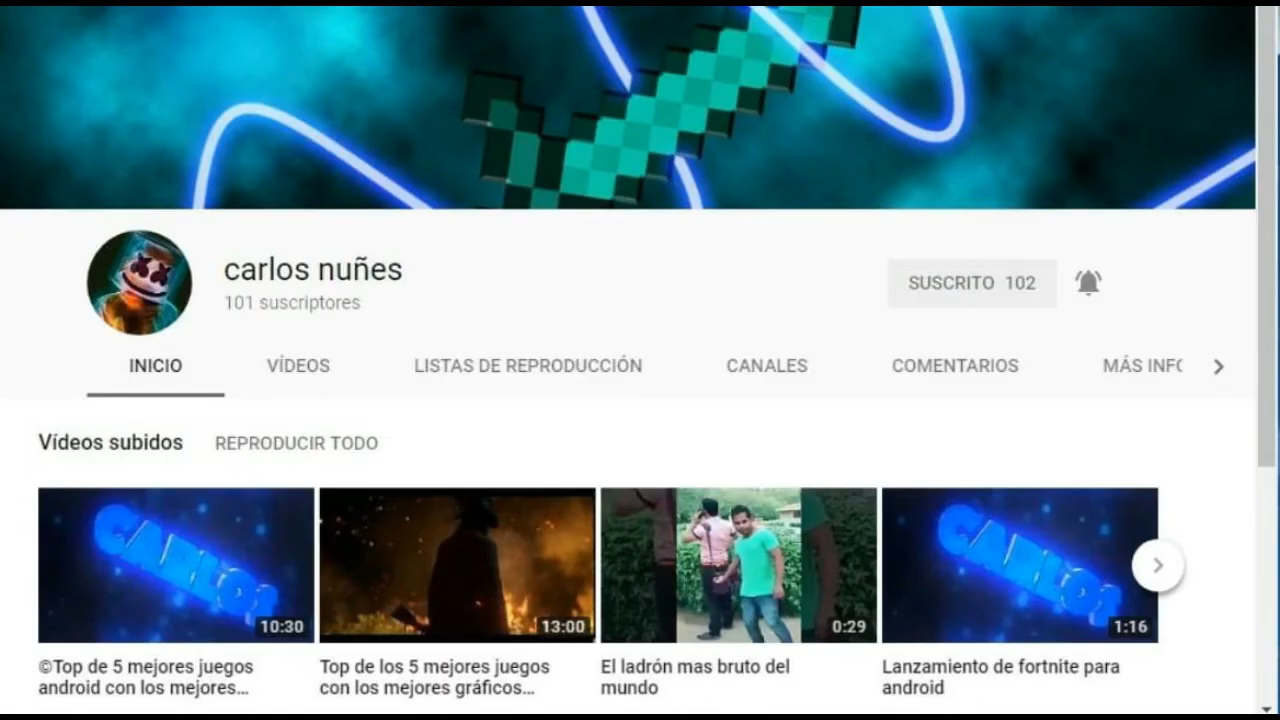 carlos nuñes
101 suscriptores
SUSCRITO 102
INICIO
VÍDEOS
LISTAS DE REPRODUCCIÓN
CANALES
COMENTARIOS
MÁS INFO
Vídeos subidos
REPRODUCIR TODO
CARLOS
10:30
13:00
0:29
CARLOS
1:16
©Top de 5 mejores juegos
android con los mejores...
Top de los 5 mejores juegos
con los mejores gráficos...
El ladrón mas bruto del
mundo
Lanzamiento de fortnite para
android